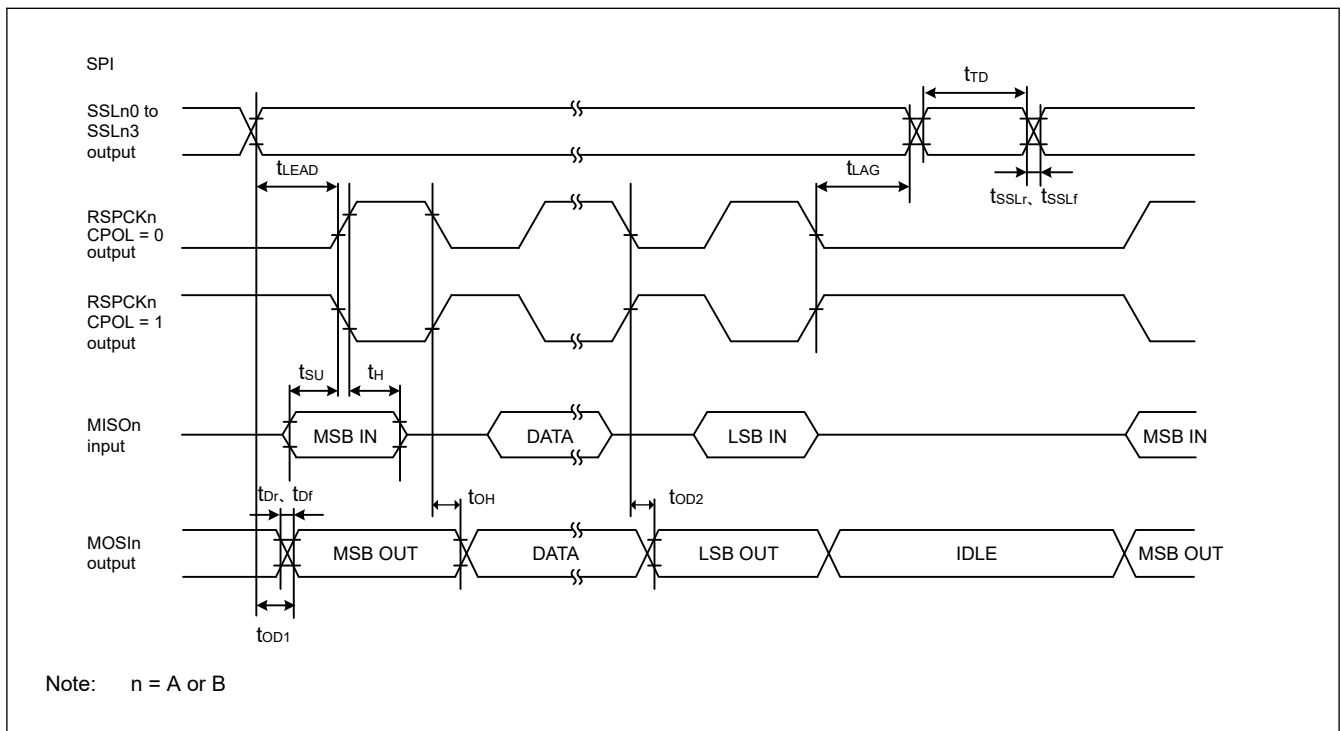 SPI
tTD
SSLn0 to
SSLn3
output
tLEAD
tLAG
tSSLr、tSSLf
RSPCKn
CPOL = 0
output
RSPCKn
CPOL = 1
output
tSU
tH
MISOn
input
MSB IN
DATA
LSB IN
MSB IN
tDr、tDf
tOH
tOD2
MOSIn
output
MSB OUT
DATA
LSB OUT
IDLE
MSB OUT
tOD1
Note: n = A or B